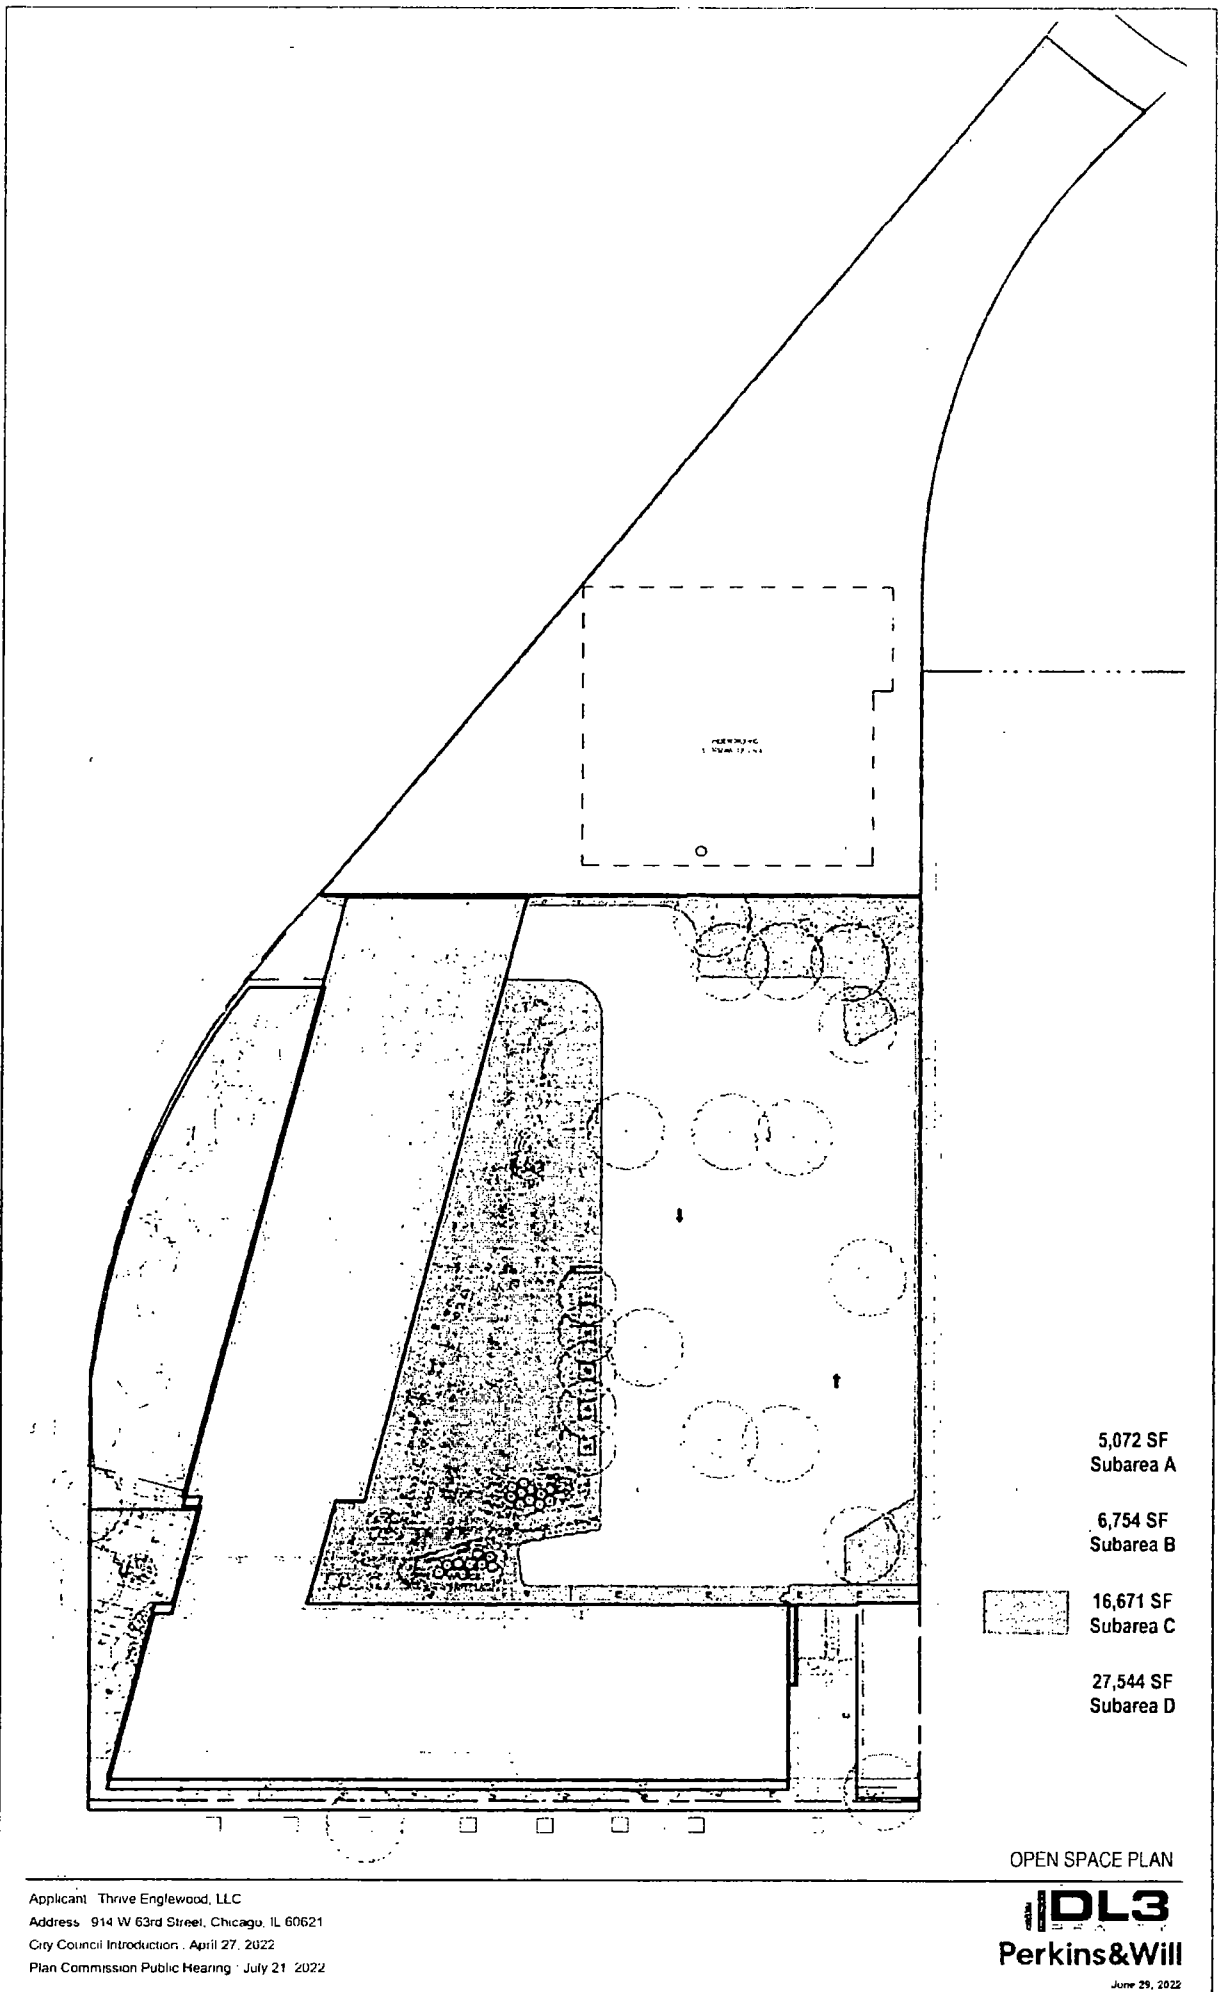 5,072 SF
Subarea A
6,754 SF
Subarea B
16,671 SF
Subarea C
27,544 SF
Subarea D
OPEN SPACE PLAN
Applicant Thrive Englewood, LLC
Address 914 W 63rd Street, Chicago, IL 60621
City Council Introduction . April 27, 2022
Plan Commission Public Hearing · July 21 2022
DL3
Perkins&Will
June 29, 2022